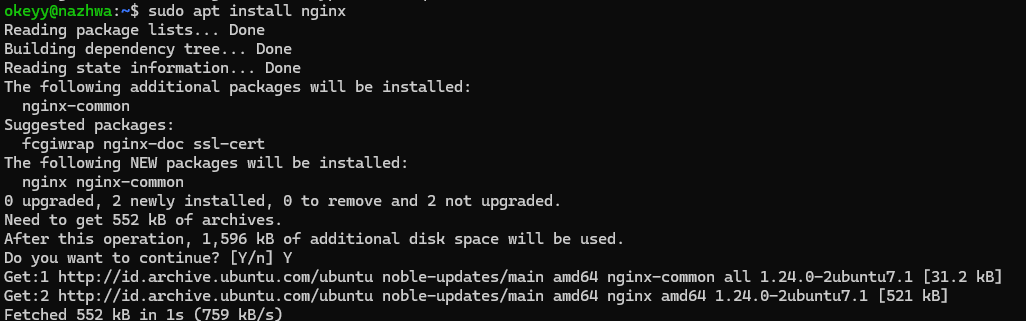 okeyy@nazhwa:~$ sudo apt install nginx
Reading package lists... Done
Building dependency tree... Done
Reading state information... Done
The following additional packages will be installed:
  nginx-common
Suggested packages:
  fcgiwrap nginx-doc ssl-cert
The following NEW packages will be installed:
  nginx nginx-common
0 upgraded, 2 newly installed, 0 to remove and 2 not upgraded.
Need to get 552 kB of archives.
After this operation, 1,596 kB of additional disk space will be used.
Do you want to continue? [Y/n] Y
Get:1 http://id.archive.ubuntu.com/ubuntu noble-updates/main amd64 nginx-common all 1.24.0-2ubuntu7.1 [31.2 kB]
Get:2 http://id.archive.ubuntu.com/ubuntu noble-updates/main amd64 nginx amd64 1.24.0-2ubuntu7.1 [521 kB]
Fetched 552 kB in 1s (759 kB/s)